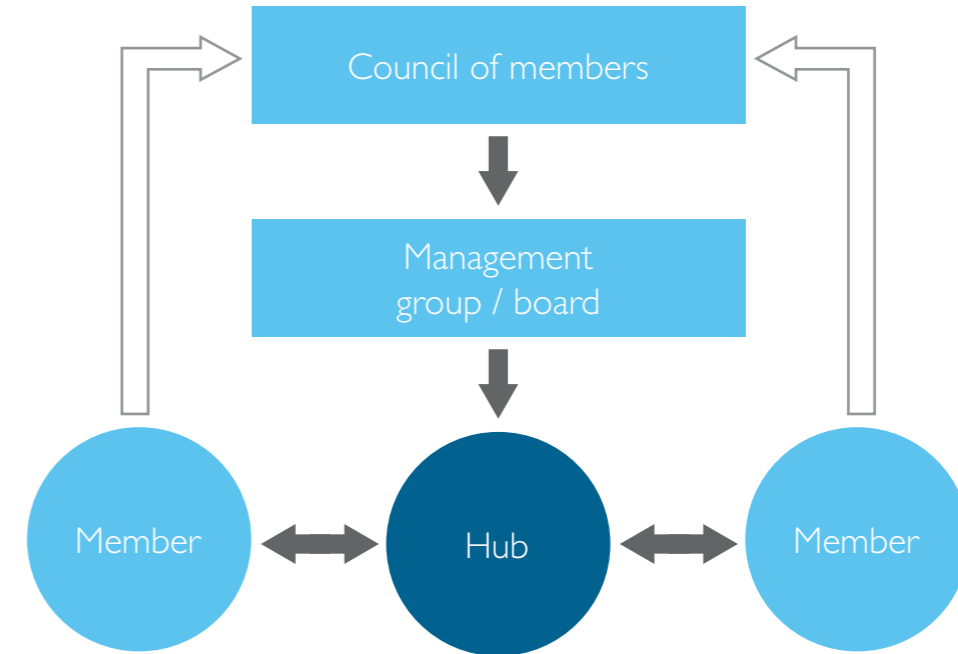 Council of members
Management
group / board
Member
Hub
Member